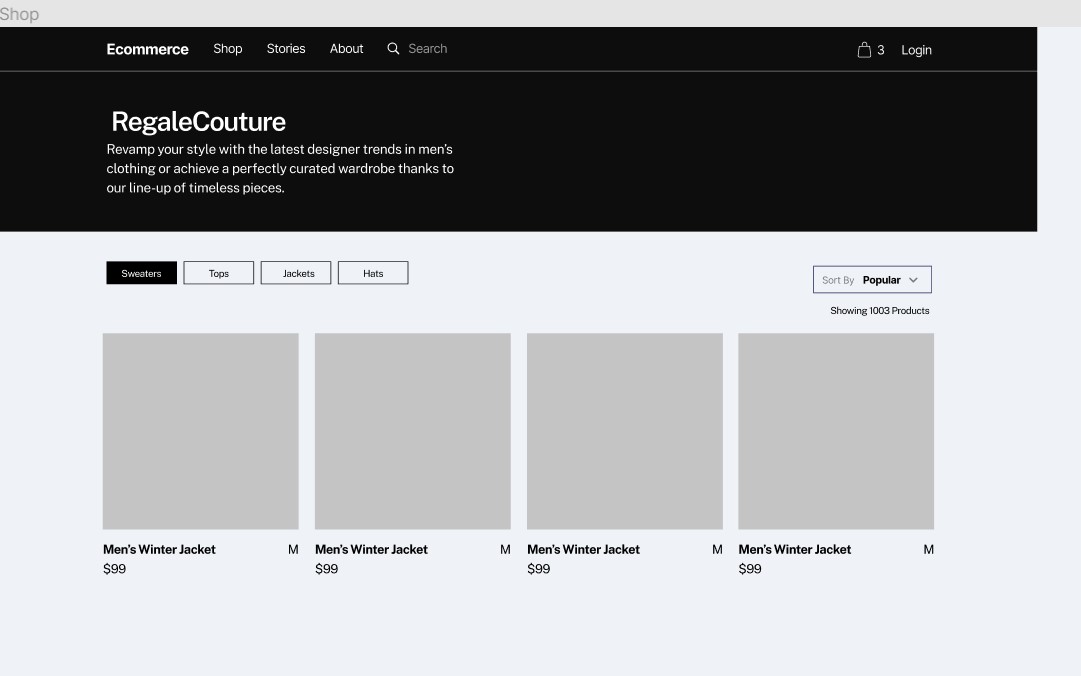 Shop
Ecommerce Shop Stories About Search 3 Login
RegaleCouture
Revamp your style with the latest designer trends in men’s
clothing or achieve a perfectly curated wardrobe thanks to
our line-up of timeless pieces.
Sweaters Tops Jackets Hats
Sort By Popular
Showing 1003 Products
Men’s Winter Jacket M Men’s Winter Jacket M Men’s Winter Jacket M Men’s Winter Jacket M
$99 $99 $99 $99